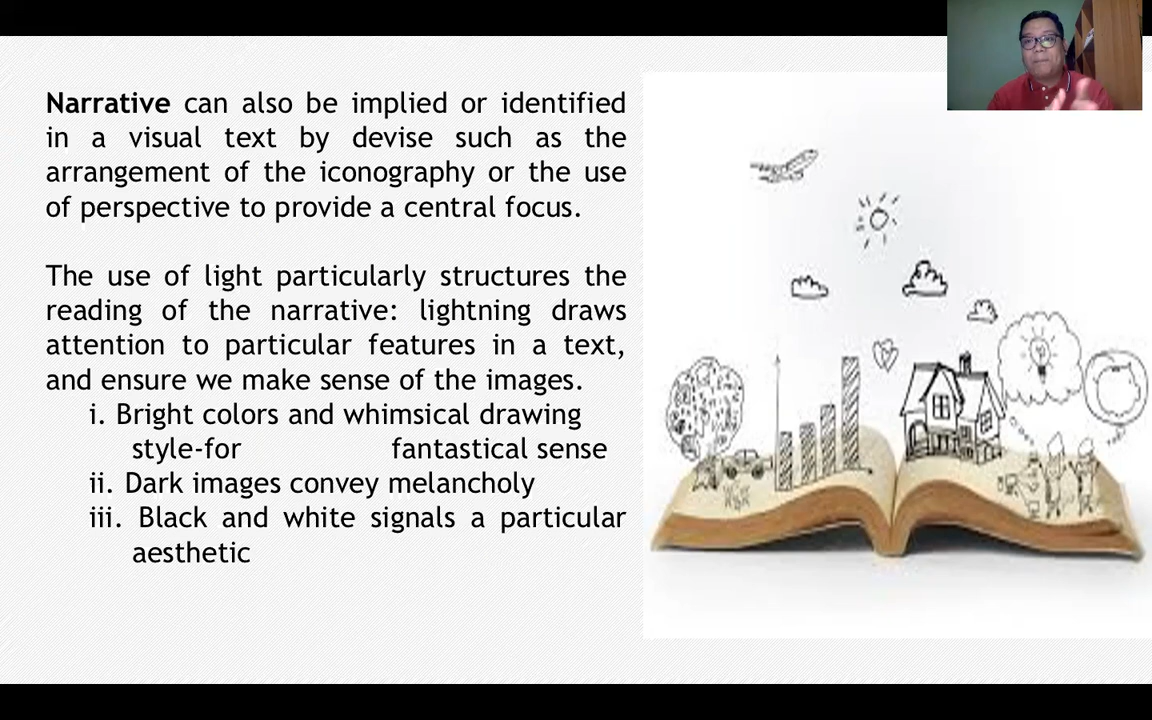 Narrative can also be implied or identified
in a visual text by devise such as the
arrangement of the iconography or the use
of perspective to provide a central focus.
The use of light particularly structures the
reading of the narrative: lightning draws
attention to particular features in a text,
and ensure we make sense of the images.
i. Bright colors and whimsical drawing
style-for fantastical sense
ii. Dark images convey melancholy
iii. Black and white signals a particular
aesthetic